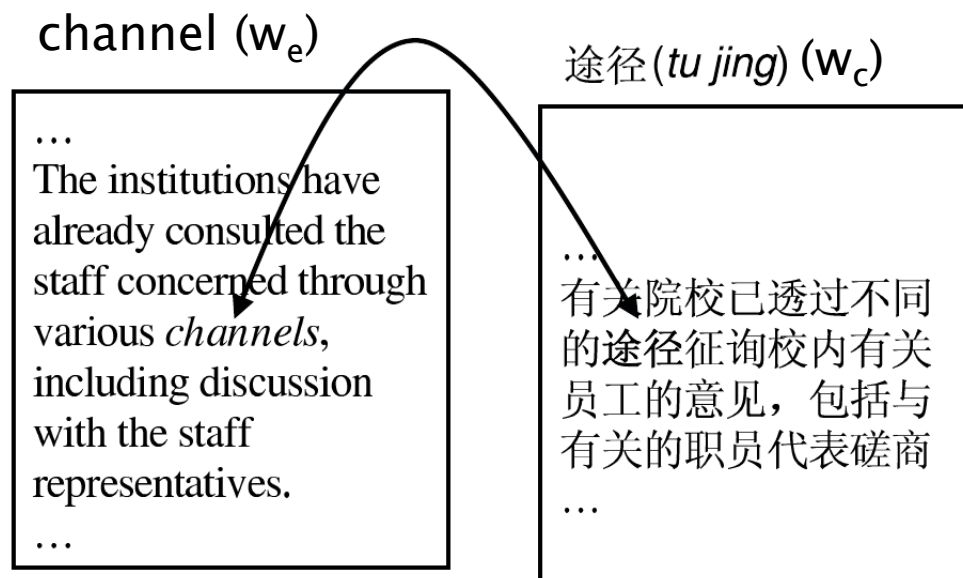 channel (wₑ)
途径(tu jing) (w_c)
…
The institutions have
already consulted the
staff concerned through
various channels,
including discussion
with the staff
representatives.
…
…
有关院校已透过不同
的途径征询校内有关
员工的意见，包括与
有关的职员代表磋商
…